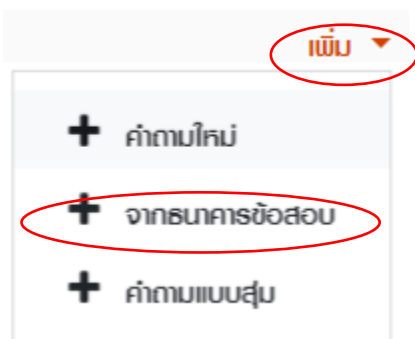 เพิ่ม
คำถามใหม่
จากธนาคารข้อสอบ
คำถามแบบสุ่ม